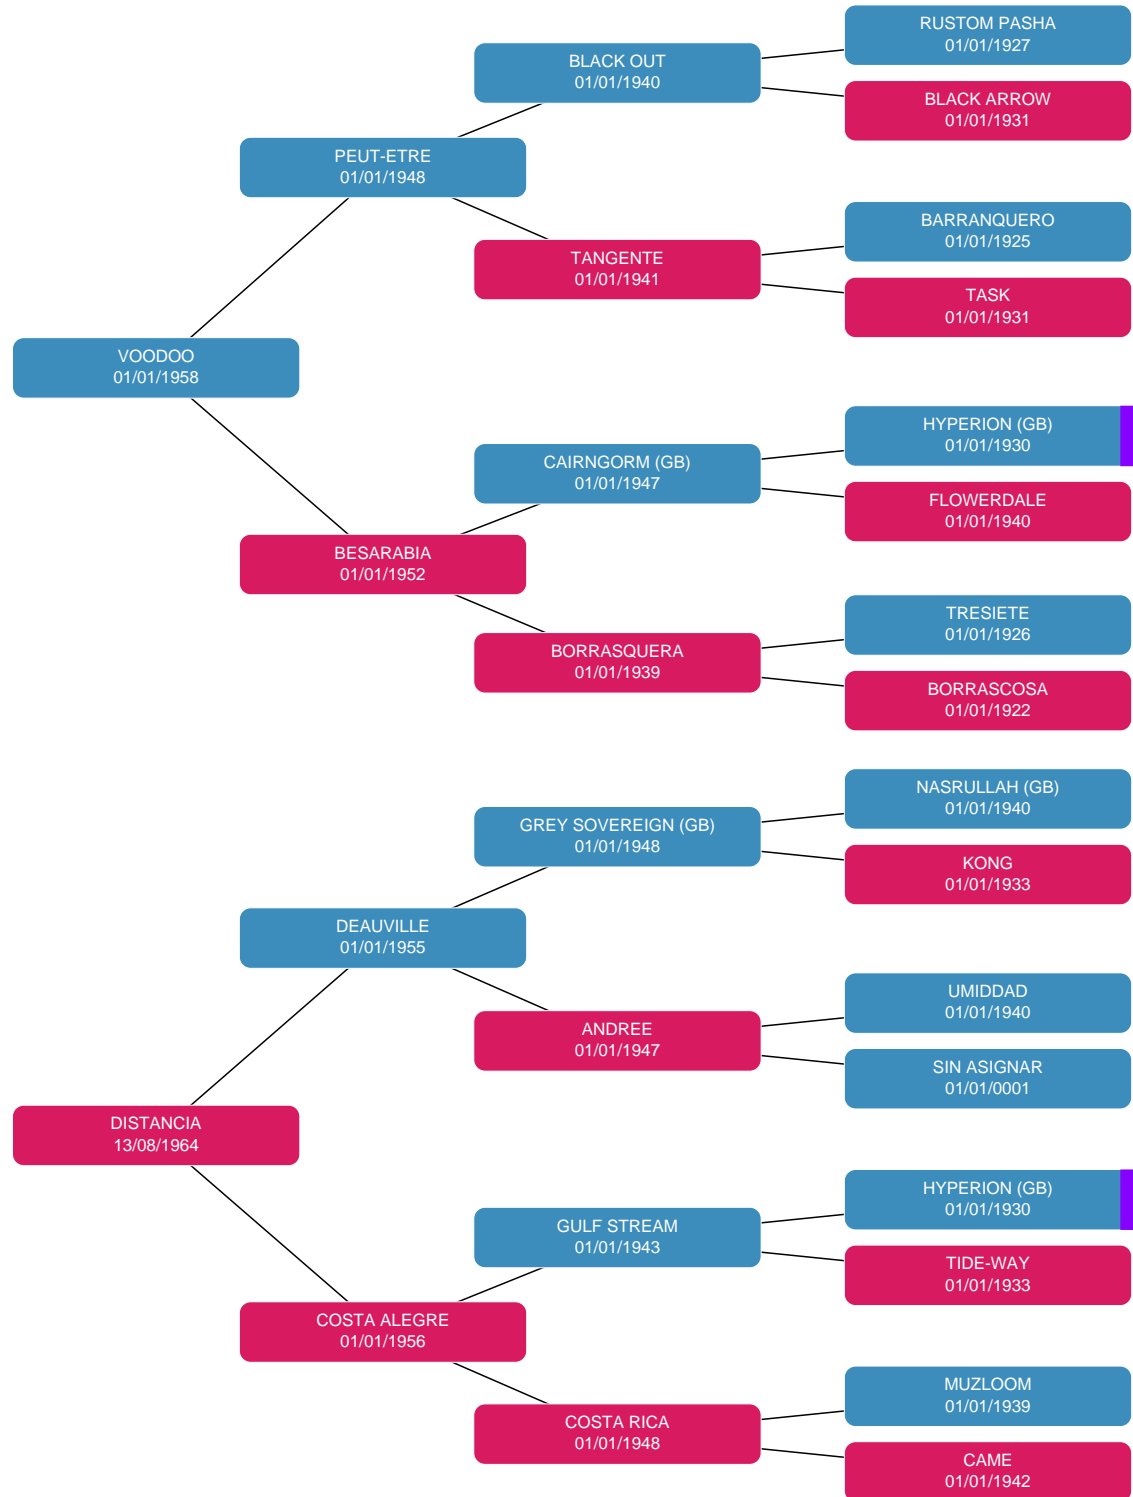 RUSTOM PASHA
01/01/1927
BLACK OUT
01/01/1940
BLACK ARROW
01/01/1931
PEUT-ETRE
01/01/1948
BARRANQUERO
01/01/1925
TANGENTE
01/01/1941
TASK
01/01/1931
VOODOO
01/01/1958
HYPERION (GB)
01/01/1930
CAIRNGORM (GB)
01/01/1947
FLOWERDALE
01/01/1940
BESARABIA
01/01/1952
TRESIETE
01/01/1926
BORRASQUERA
01/01/1939
BORRASCOSA
01/01/1922
NASRULLAH (GB)
01/01/1940
GREY SOVEREIGN (GB)
01/01/1948
KONG
01/01/1933
DEAUVILLE
01/01/1955
UMIDDAD
01/01/1940
ANDREE
01/01/1947
SIN ASIGNAR
01/01/0001
DISTANCIA
13/08/1964
HYPERION (GB)
01/01/1930
GULF STREAM
01/01/1943
TIDE-WAY
01/01/1933
COSTA ALEGRE
01/01/1956
MUZLOOM
01/01/1939
COSTA RICA
01/01/1948
CAME
01/01/1942